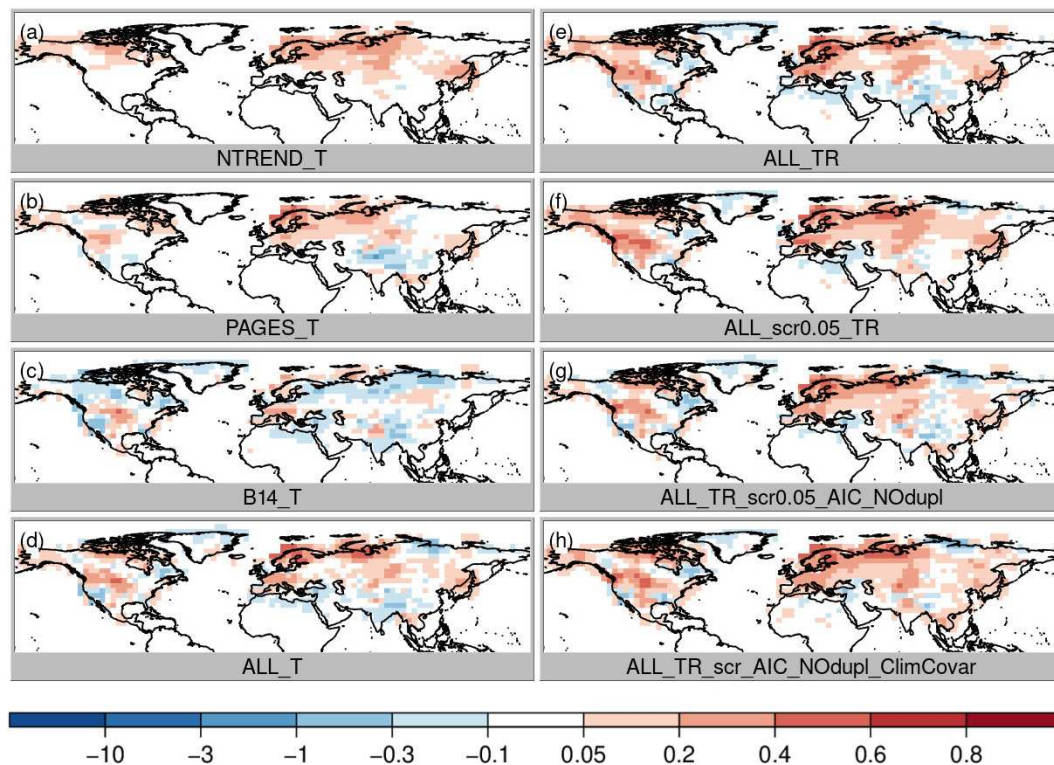 (a)
NTREND_T
(b)
PAGES_T
(c)
B14_T
(d)
ALL_T
(e)
ALL_TR
(f)
ALL_scr0.05_TR
(g)
ALL_TR_scr0.05_AIC_NOdupl
(h)
ALL_TR_scr_AIC_NOdupl_ClimCovar
−10 −3 −1 −0.3 −0.1 0.05 0.2 0.4 0.6 0.8